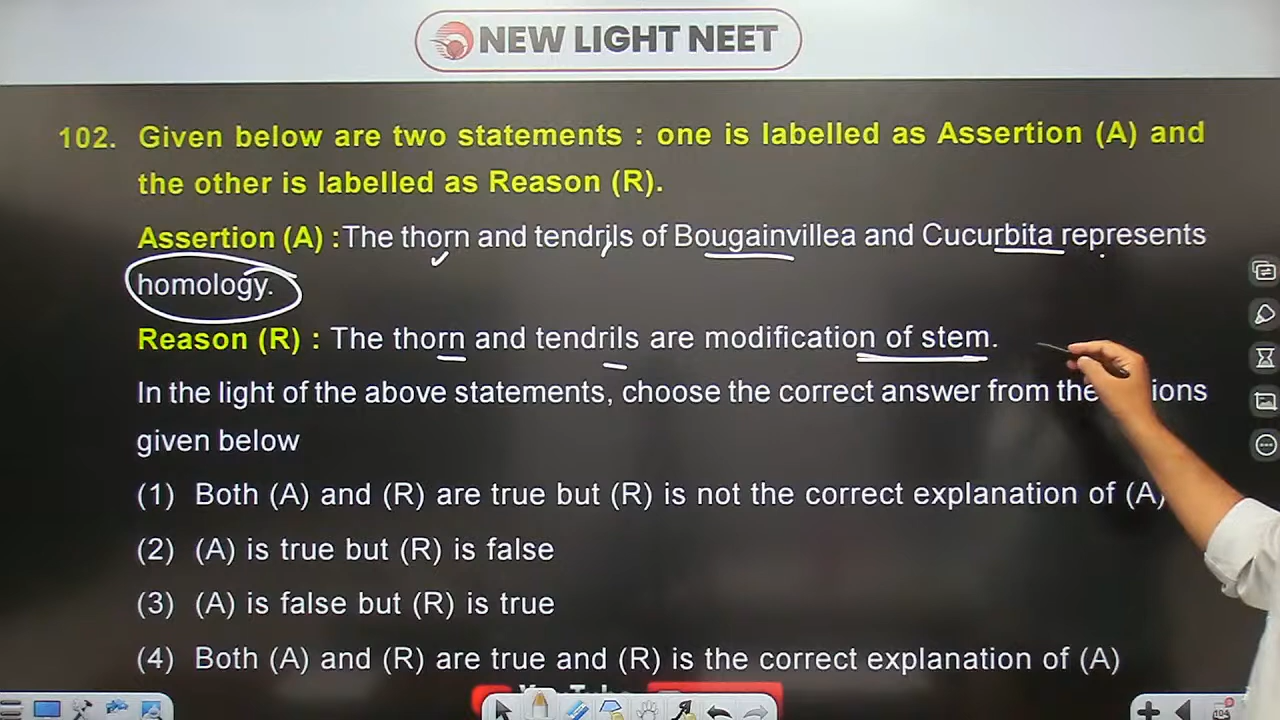 NEW LIGHT NEET
102. Given below are two statements : one is labelled as Assertion (A) and
the other is labelled as Reason (R).
Assertion (A) :The thorn and tendrils of Bougainvillea and Cucurbita represents
homology.
Reason (R) : The thorn and tendrils are modification of stem.
In the light of the above statements, choose the correct answer from the
given below
(1) Both (A) and (R) are true but (R) is not the correct explanation of (A)
(2) (A) is true but (R) is false
(3) (A) is false but (R) is true
(4) Both (A) and (R) are true and (R) is the correct explanation of (A)